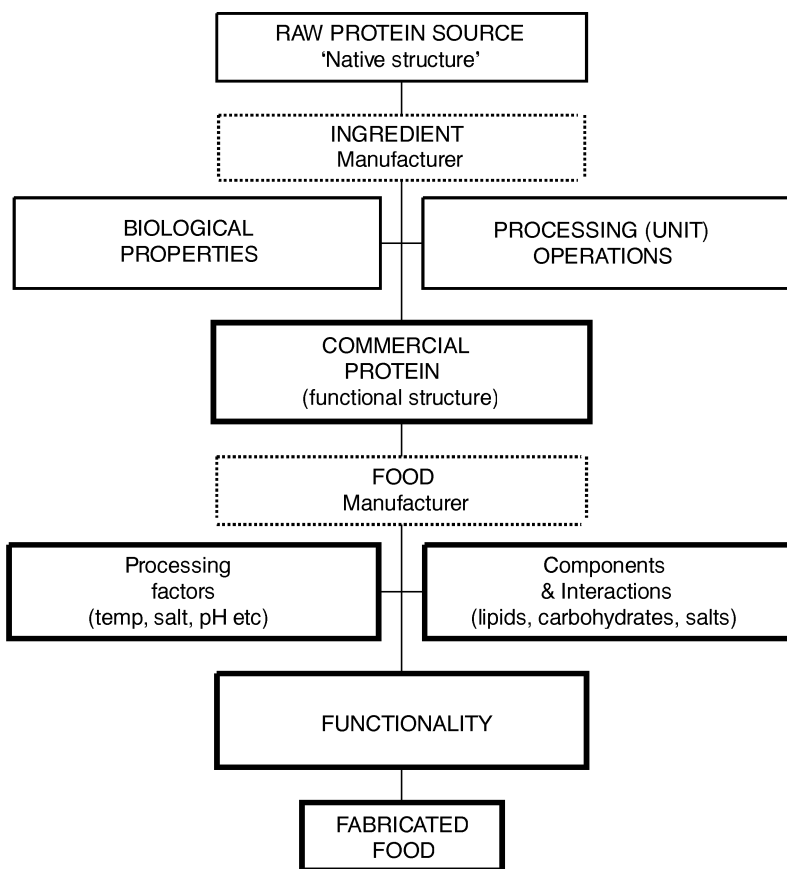 RAW PROTEIN SOURCE
‘Native structure’
INGREDIENT
Manufacturer
BIOLOGICAL
PROPERTIES
PROCESSING (UNIT)
OPERATIONS
COMMERCIAL
PROTEIN
(functional structure)
FOOD
Manufacturer
Processing
factors
(temp, salt, pH etc)
Components
& Interactions
(lipids, carbohydrates, salts)
FUNCTIONALITY
FABRICATED
FOOD